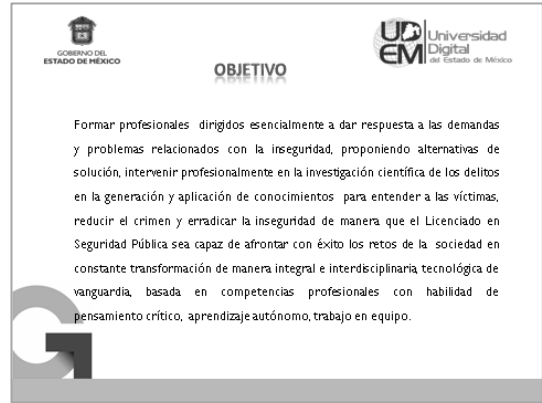 GOBIERNO DEL
ESTADO DE MÉXICO
UD
EM
Universidad
Digital
del Estado de México
OBJETIVO
Formar profesionales dirigidos esencialmente a dar respuesta a las demandas
y problemas relacionados con la inseguridad, proponiendo alternativas de
solución, intervenir profesionalmente en la investigación científica de los delitos
en la generación y aplicación de conocimientos para entender a las víctimas,
reducir el crimen y erradicar la inseguridad de manera que el Licenciado en
Seguridad Pública sea capaz de afrontar con éxito los retos de la sociedad en
constante transformación de manera integral e interdisciplinaria, tecnológica de
vanguardia, basada en competencias profesionales con habilidad de
pensamiento crítico, aprendizaje autónomo, trabajo en equipo.